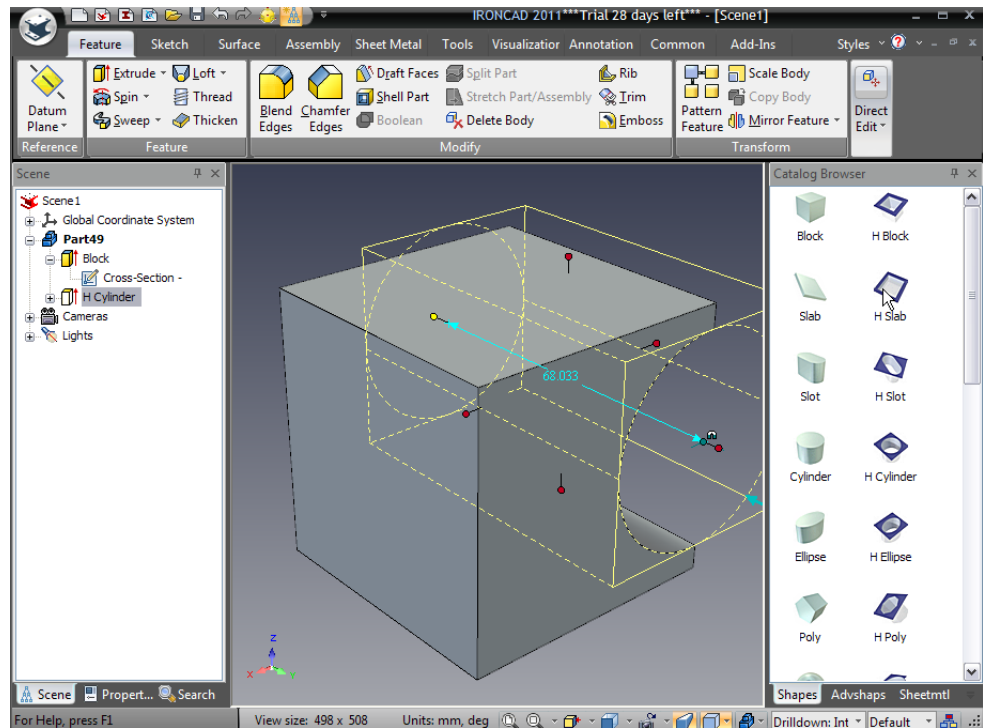 IRONCAD 2011***Trial 28 days left*** - [Scene1]
Feature Sketch Surface Assembly Sheet Metal Tools Visualization Annotation Common Add-Ins Styles
Datum Plane
Extrude
Loft
Spin
Thread
Sweep
Thicken
Blend Edges
Chamfer Edges
Draft Faces
Split Part
Rib
Shell Part
Stretch Part/Assembly
Trim
Boolean
Delete Body
Emboss
Pattern Feature
Scale Body
Copy Body
Mirror Feature
Direct Edit
Reference Feature Modify Transform
Scene
Scene1
Global Coordinate System
Part49
Block
Cross-Section -
H Cylinder
Cameras
Lights
68.033
z
x
Y
Catalog Browser
Block H Block
Slab H Slab
Slot H Slot
Cylinder H Cylinder
Ellipse H Ellipse
Poly H Poly
Scene Propert... Search
Shapes Advshaps Sheetmtl
For Help, press F1 View size: 498 x 508 Units: mm, deg Drilldown: Int Default